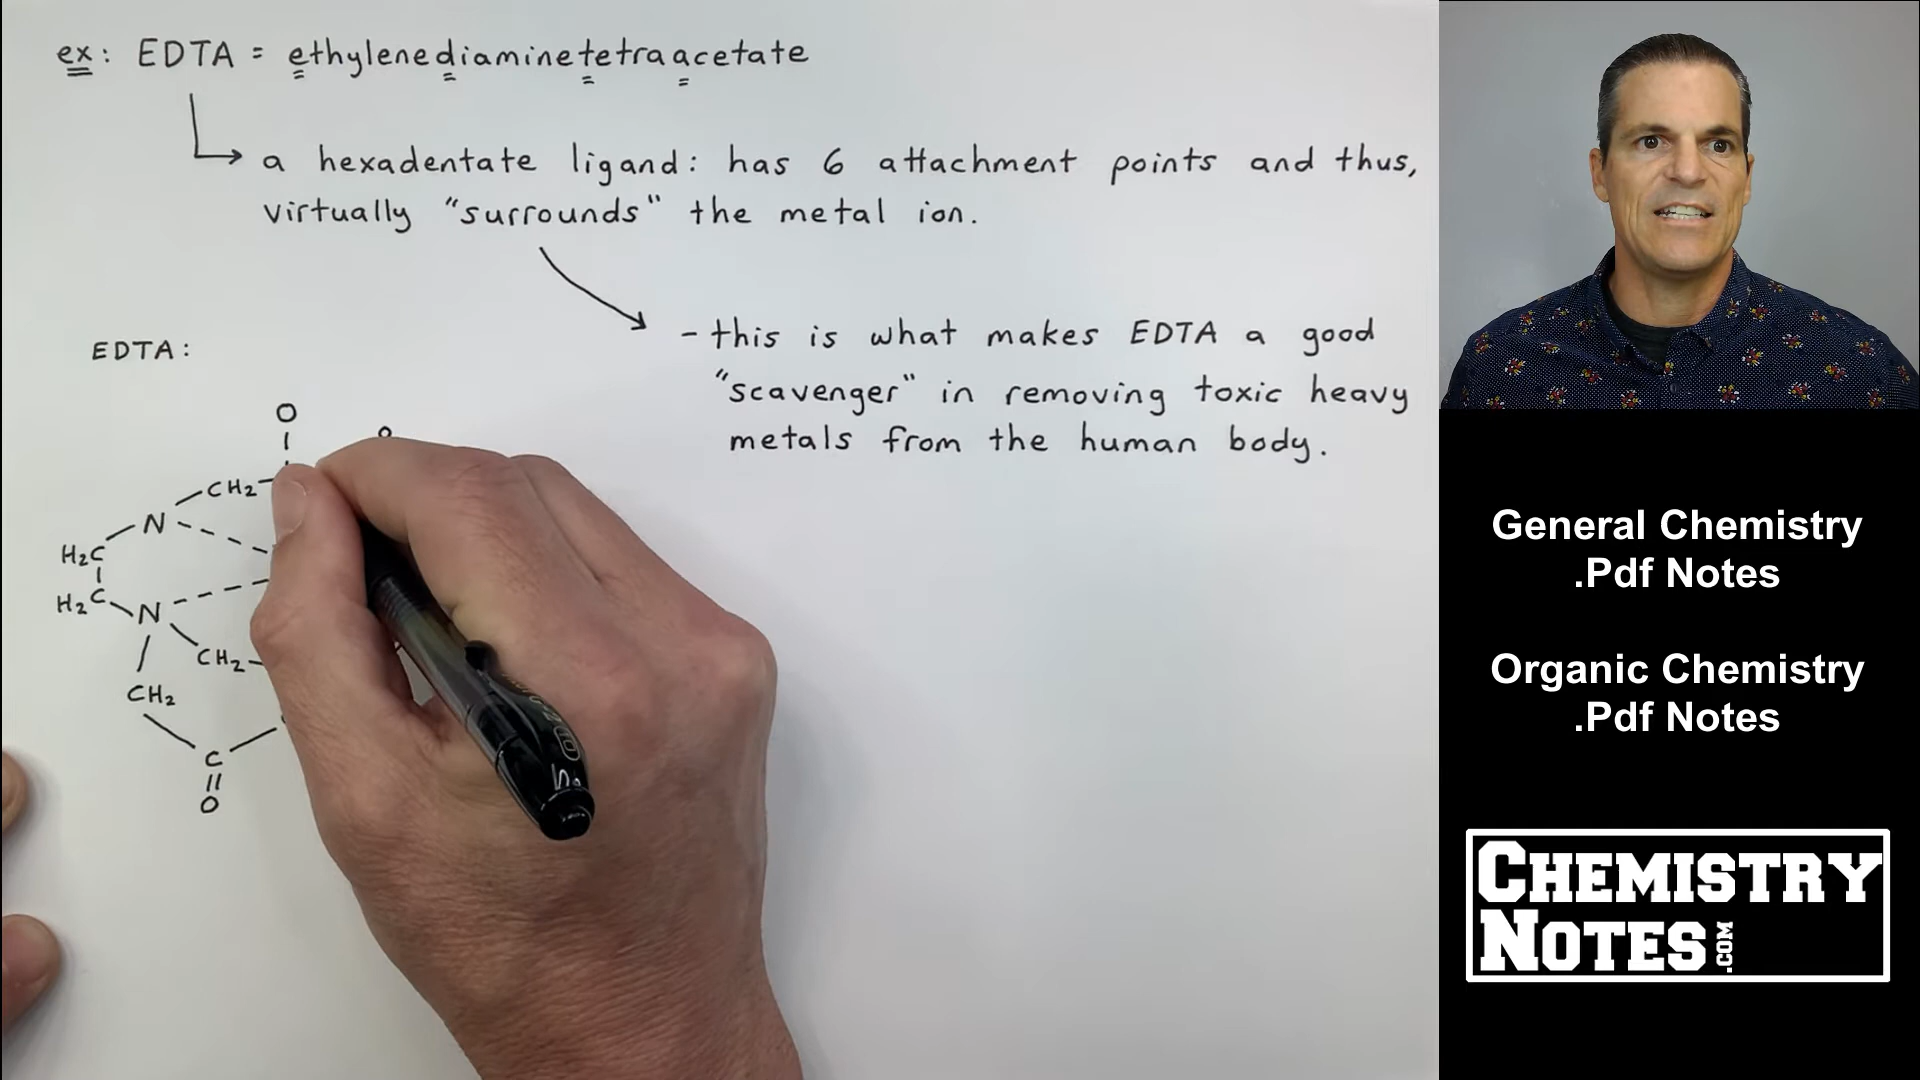 ex: EDTA = ethylenediaminetetraacetate
a hexadentate ligand: has 6 attachment points and thus,
virtually "surrounds" the metal ion.
- this is what makes EDTA a good
"scavenger" in removing toxic heavy
metals from the human body.
EDTA:
O
O
CH2
N
H2C
H2C
N
CH2
CH2
C
O
General Chemistry
.Pdf Notes
Organic Chemistry
.Pdf Notes
CHEMISTRY
NOTES.COM